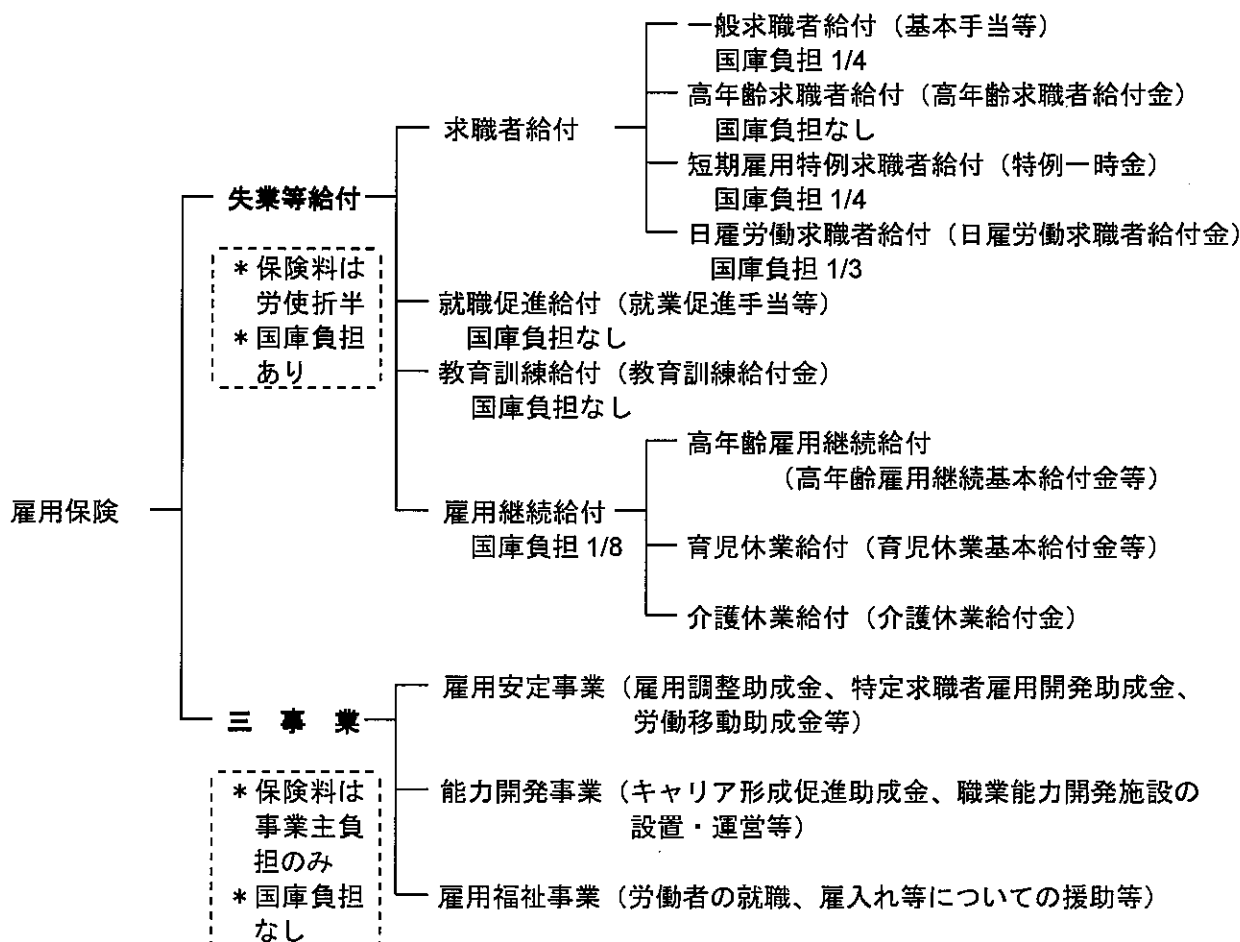 一般求職者給付（基本手当等）
国庫負担 1/4
高年齢求職者給付（高年齢求職者給付金）
国庫負担なし
求職者給付
短期雇用特例求職者給付（特例一時金）
国庫負担 1/4
失業等給付
日雇労働求職者給付（日雇労働求職者給付金）
国庫負担 1/3
＊保険料は
労使折半
＊国庫負担
あり
就職促進給付（就業促進手当等）
国庫負担なし
教育訓練給付（教育訓練給付金）
国庫負担なし
高年齢雇用継続給付
（高年齢雇用継続基本給付金等）
雇用保険
雇用継続給付
国庫負担 1/8
育児休業給付（育児休業基本給付金等）
介護休業給付（介護休業給付金）
雇用安定事業（雇用調整助成金、特定求職者雇用開発助成金、
労働移動助成金等）
三　事　業
＊保険料は
事業主負
担のみ
＊国庫負担
なし
能力開発事業（キャリア形成促進助成金、職業能力開発施設の
設置・運営等）
雇用福祉事業（労働者の就職、雇入れ等についての援助等）